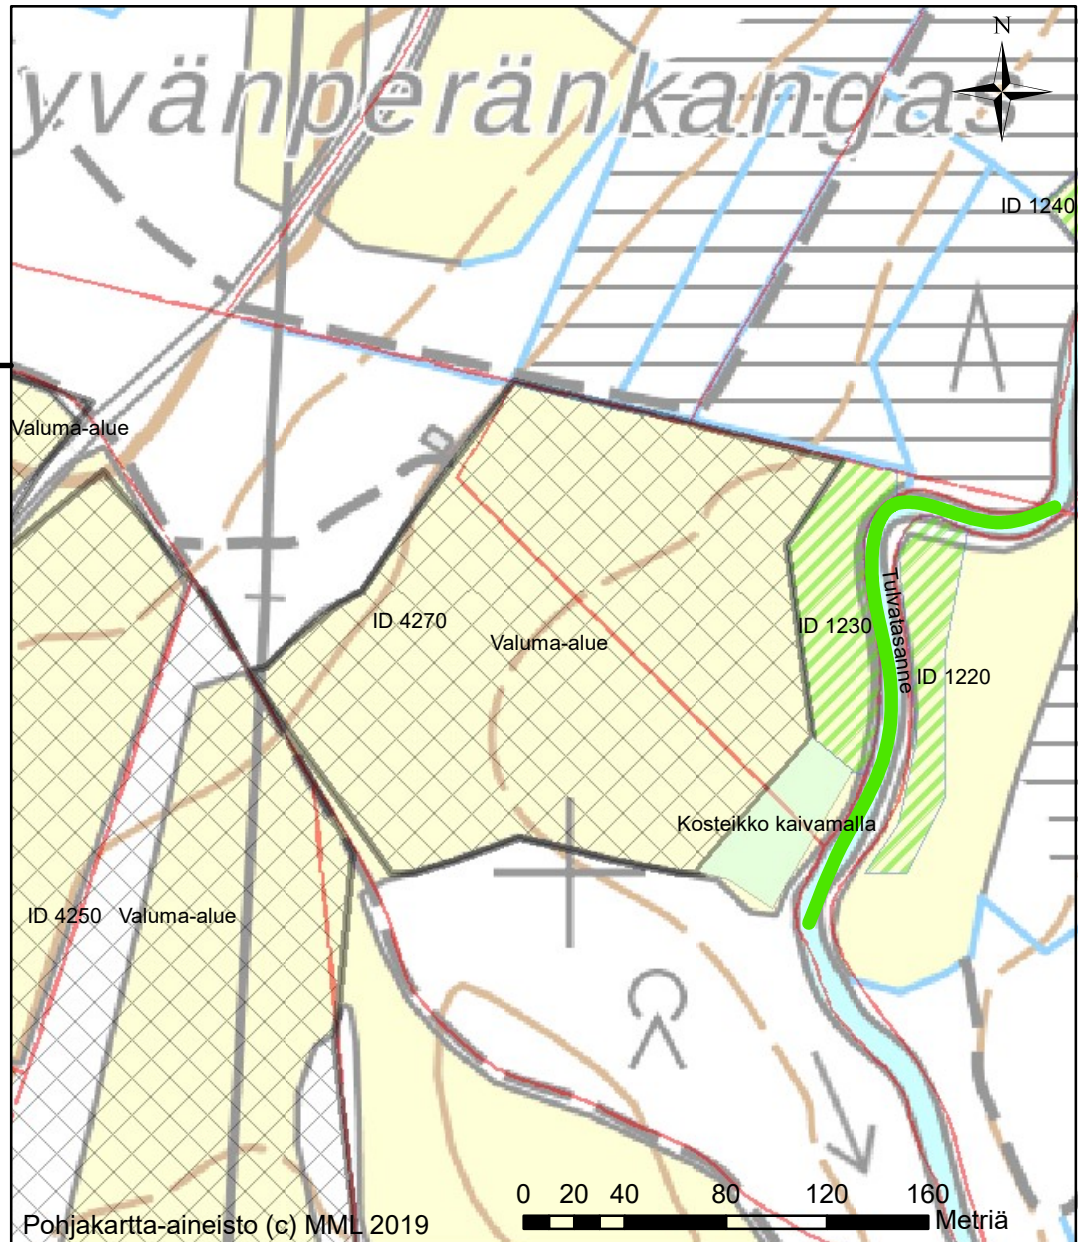 N
yvänperänkangas
ID 1240
Valuma-alue
ID 4270
Valuma-alue
ID 1230
Tulvatasanne
ID 1220
Kosteikko kaivamalla
ID 4250
Valuma-alue
0 20 40 80 120 160
Metriä
Pohjakartta-aineisto (c) MML 2019